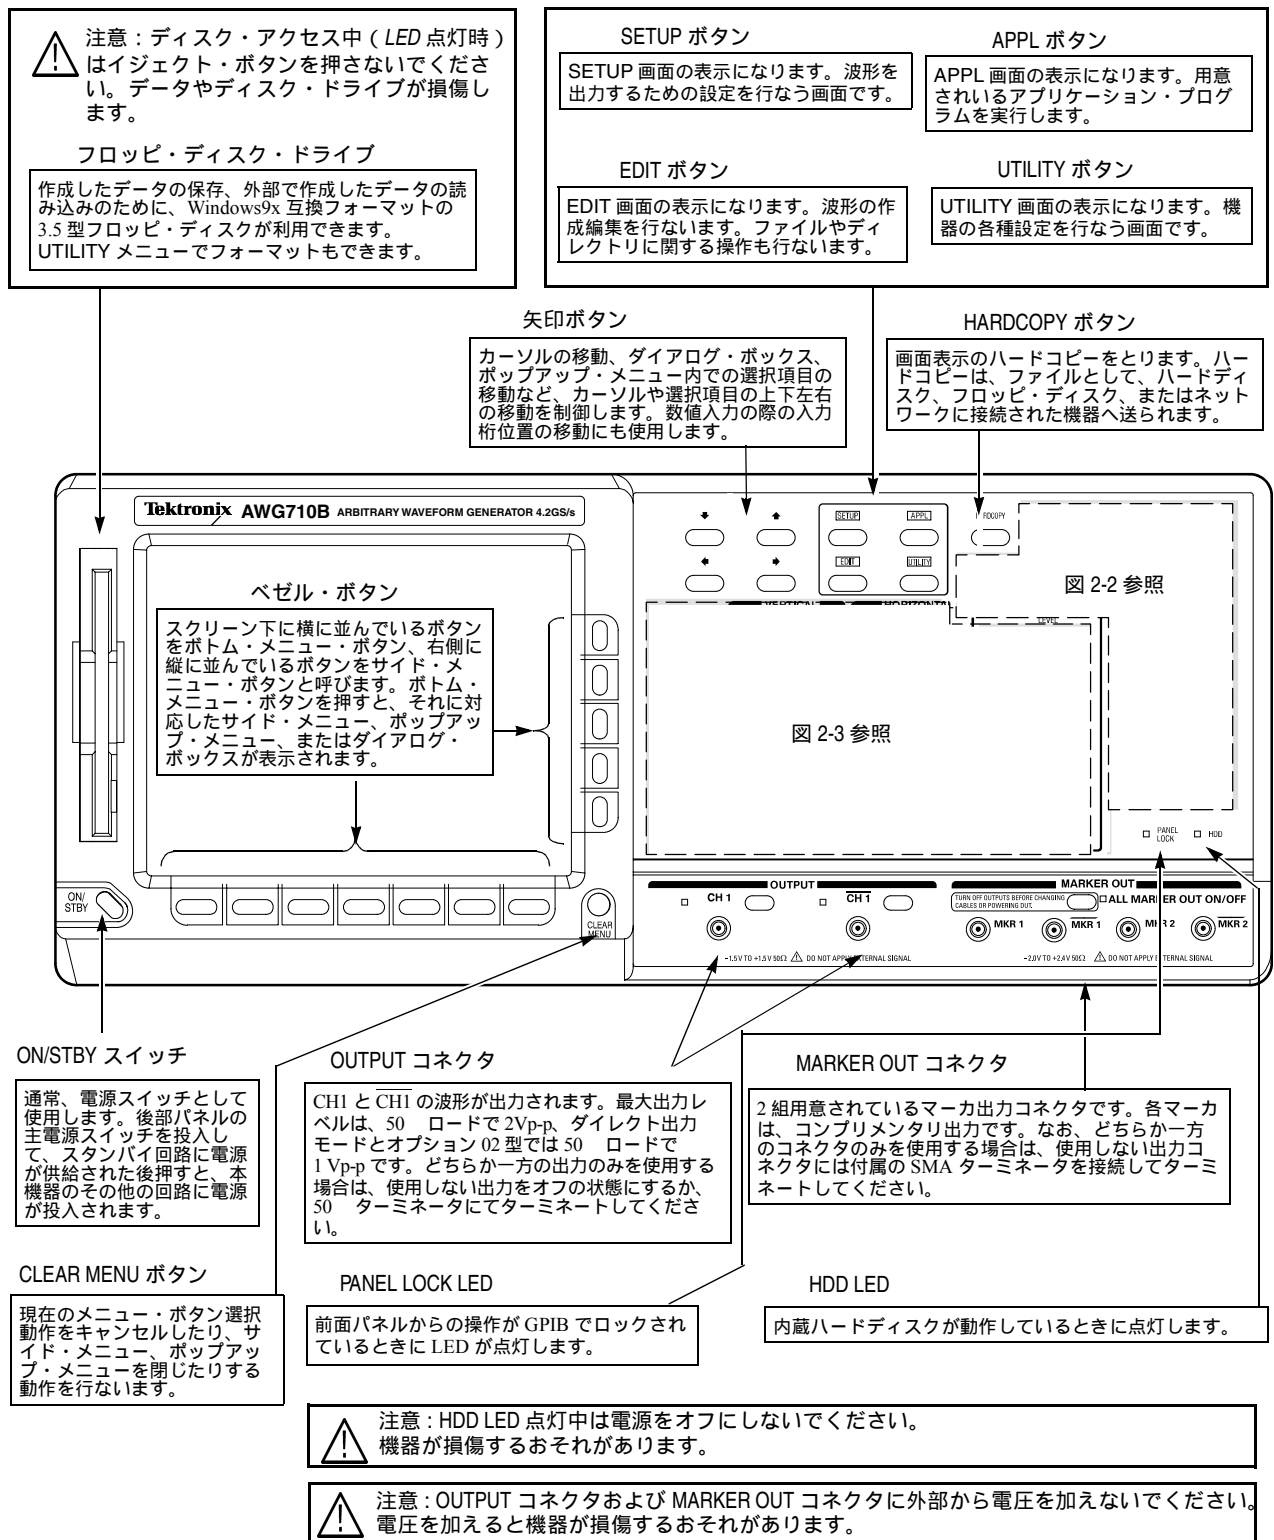 注意：ディスク・アクセス中（LED 点灯時）
はイジェクト・ボタンを押さないでくださ
い。データやディスク・ドライブが損傷し
ます。
フロッピ・ディスク・ドライブ
作成したデータの保存、外部で作成したデータの読
み込みのために、Windows9x 互換フォーマットの
3.5 型フロッピ・ディスクが利用できます。
UTILITY メニューでフォーマットもできます。
SETUP ボタン
SETUP 画面の表示になります。波形を
出力するための設定を行なう画面です。
APPL ボタン
APPL 画面の表示になります。用意
されいるアプリケーション・プログ
ラムを実行します。
EDIT ボタン
EDIT 画面の表示になります。波形の作
成編集を行ないます。ファイルやディ
レクトリに関する操作も行ないます。
UTILITY ボタン
UTILITY 画面の表示になります。機
器の各種設定を行なう画面です。
矢印ボタン
カーソルの移動、ダイアログ・ボックス、
ポップアップ・メニュー内での選択項目の
移動など、カーソルや選択項目の上下左右
の移動を制御します。数値入力の際の入力
桁位置の移動にも使用します。
HARDCOPY ボタン
画面表示のハードコピーをとります。ハー
ドコピーは、ファイルとして、ハードディ
スク、フロッピ・ディスク、またはネット
ワークに接続された機器へ送られます。
Tektronix AWG710B ARBITRARY WAVEFORM GENERATOR 4.2GS/s
SETUP
APPL
RDCOPY
EDIT
UTILITY
VERTICAL
HORIZONTAL
LEVEL
図 2-2 参照
ベゼル・ボタン
スクリーン下に横に並んでいるボタン
をボトム・メニュー・ボタン、右側に
縦に並んでいるボタンをサイド・メ
ニュー・ボタンと呼びます。ボトム・
メニュー・ボタンを押すと、それに対
応したサイド・メニュー、ポップアッ
プ・メニュー、またはダイアログ・
ボックスが表示されます。
図 2-3 参照
PANEL
LOCK
HDD
ON/
STBY
CLEAR
MENU
OUTPUT
CH 1
CH 1
MARKER OUT
TURN OFF OUTPUTS BEFORE CHANGING
CABLES OR POWERING DUT.
ALL MARKER OUT ON/OFF
MKR 1
MKR 1
MKR 2
MKR 2
-1.5V TO +1.5V 50Ω DO NOT APPLY EXTERNAL SIGNAL
-2.0V TO +2.4V 50Ω DO NOT APPLY EXTERNAL SIGNAL
ON/STBY スイッチ
通常、電源スイッチとして
使用します。後部パネルの
主電源スイッチを投入し
て、スタンバイ回路に電源
が供給された後押すと、本
機器のその他の回路に電源
が投入されます。
OUTPUT コネクタ
CH1 と CH1 の波形が出力されます。最大出力レ
ベルは、50 ロードで 2Vp-p、ダイレクト出力
モードとオプション 02 型では 50 ロードで
1 Vp-p です。どちらか一方の出力のみを使用する
場合は、使用しない出力をオフの状態にするか、
50 ターミネータにてターミネートしてくださ
い。
MARKER OUT コネクタ
2 組用意されているマーカ出力コネクタです。各マーカ
は、コンプリメンタリ出力です。なお、どちらか一方
のコネクタのみを使用する場合は、使用しない出力コ
ネクタには付属の SMA ターミネータを接続してターミ
ネートしてください。
CLEAR MENU ボタン
現在のメニュー・ボタン選択
動作をキャンセルしたり、サ
イド・メニュー、ポップアッ
プ・メニューを閉じたりする
動作を行ないます。
PANEL LOCK LED
前面パネルからの操作が GPIB でロックされ
ているときに LED が点灯します。
HDD LED
内蔵ハードディスクが動作しているときに点灯します。
注意：HDD LED 点灯中は電源をオフにしないでください。
機器が損傷するおそれがあります。
注意：OUTPUT コネクタおよび MARKER OUT コネクタに外部から電圧を加えないでください。
電圧を加えると機器が損傷するおそれがあります。